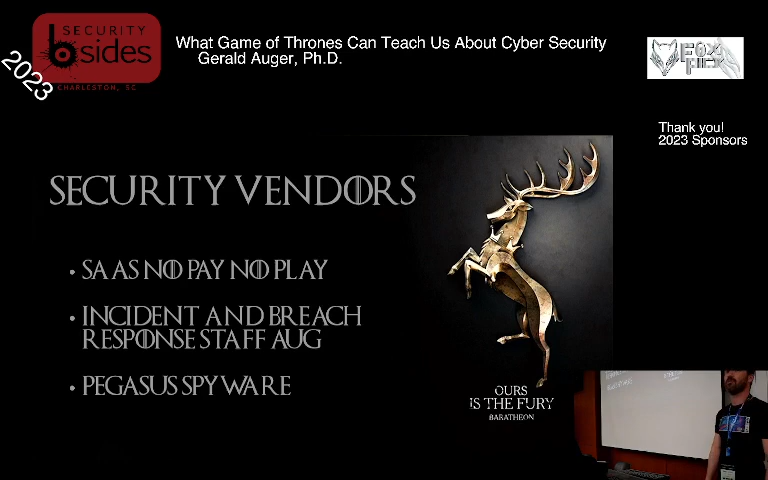 SECURITY
bsides
CHARLESTON, SC
2023
What Game of Thrones Can Teach Us About Cyber Security
Gerald Auger, Ph.D.
FOX
Thank you!
2023 Sponsors
SECURITY VENDORS
• SAAS NO PAY NO PLAY
• INCIDENT AND BREACH
RESPONSE STAFF AUG
• PEGASUS SPYWARE
OURS
IS THE FURY
BARATHEON